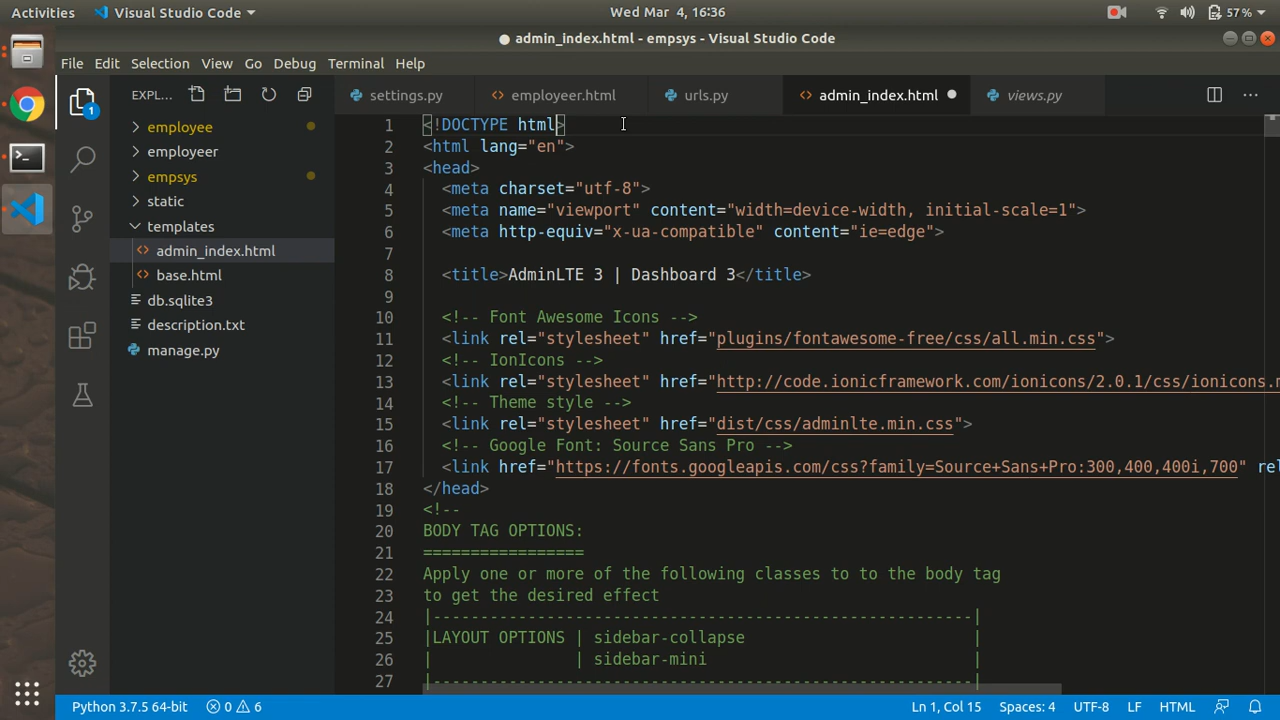 Activities Visual Studio Code Wed Mar 4, 16:36 57%
● admin_index.html - empsys - Visual Studio Code
File Edit Selection View Go Debug Terminal Help
1 EXPL... settings.py employeer.html urls.py admin_index.html views.py
employee
employeer
empsys
static
templates
admin_index.html
base.html
db.sqlite3
description.txt
manage.py
1 <!DOCTYPE html>
2 <html lang="en">
3 <head>
4 <meta charset="utf-8">
5 <meta name="viewport" content="width=device-width, initial-scale=1">
6 <meta http-equiv="x-ua-compatible" content="ie=edge">
7
8 <title>AdminLTE 3 | Dashboard 3</title>
9
10 <!-- Font Awesome Icons -->
11 <link rel="stylesheet" href="plugins/fontawesome-free/css/all.min.css">
12 <!-- IonIcons -->
13 <link rel="stylesheet" href="http://code.ionicframework.com/ionicons/2.0.1/css/ionicons.m
14 <!-- Theme style -->
15 <link rel="stylesheet" href="dist/css/adminlte.min.css">
16 <!-- Google Font: Source Sans Pro -->
17 <link href="https://fonts.googleapis.com/css?family=Source+Sans+Pro:300,400,400i,700" rel
18 </head>
19 <!--
20 BODY TAG OPTIONS:
21 =================
22 Apply one or more of the following classes to to the body tag
23 to get the desired effect
24 |---------------------------------------------------------|
25 |LAYOUT OPTIONS | sidebar-collapse |
26 | | sidebar-mini |
27 |---------------------------------------------------------|
Python 3.7.5 64-bit 0 6 Ln 1, Col 15 Spaces: 4 UTF-8 LF HTML